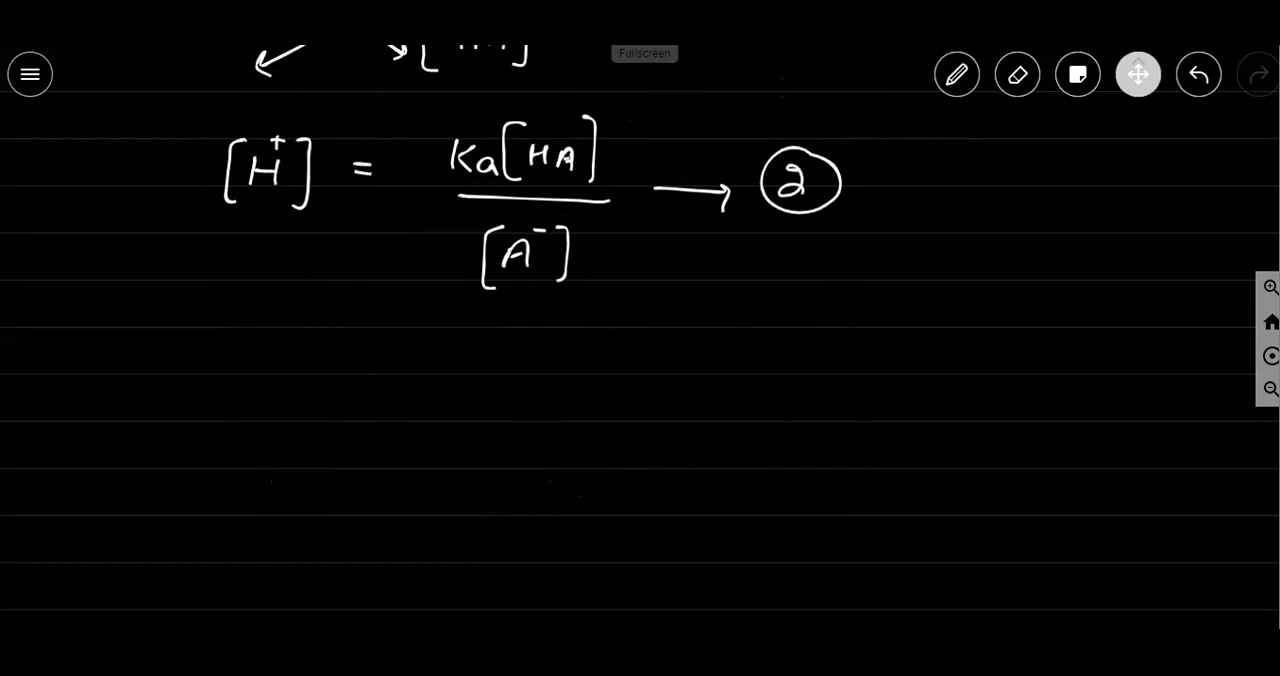 Fullscreen
[H⁺] = Ka[HA] / [A⁻] → ②